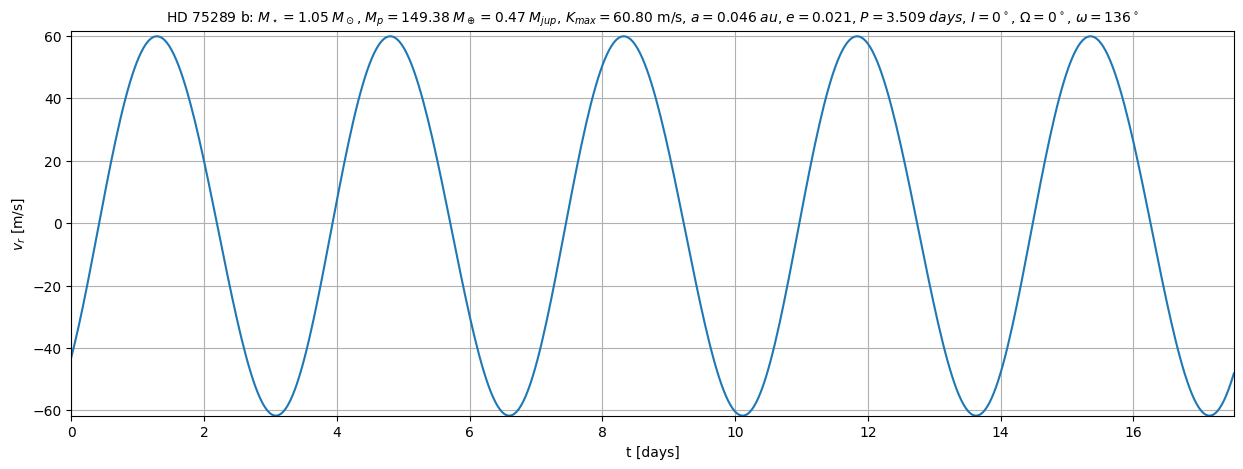 HD 75289 b: M⋆ = 1.05 M⊙, Mp = 149.38 M⊕ = 0.47 Mjup, Kmax = 60.80 m/s, a = 0.046 au, e = 0.021, P = 3.509 days, I = 0°, Ω = 0°, ω = 136°
60
40
20
0
−20
−40
−60
vr [m/s]
0 2 4 6 8 10 12 14 16
t [days]